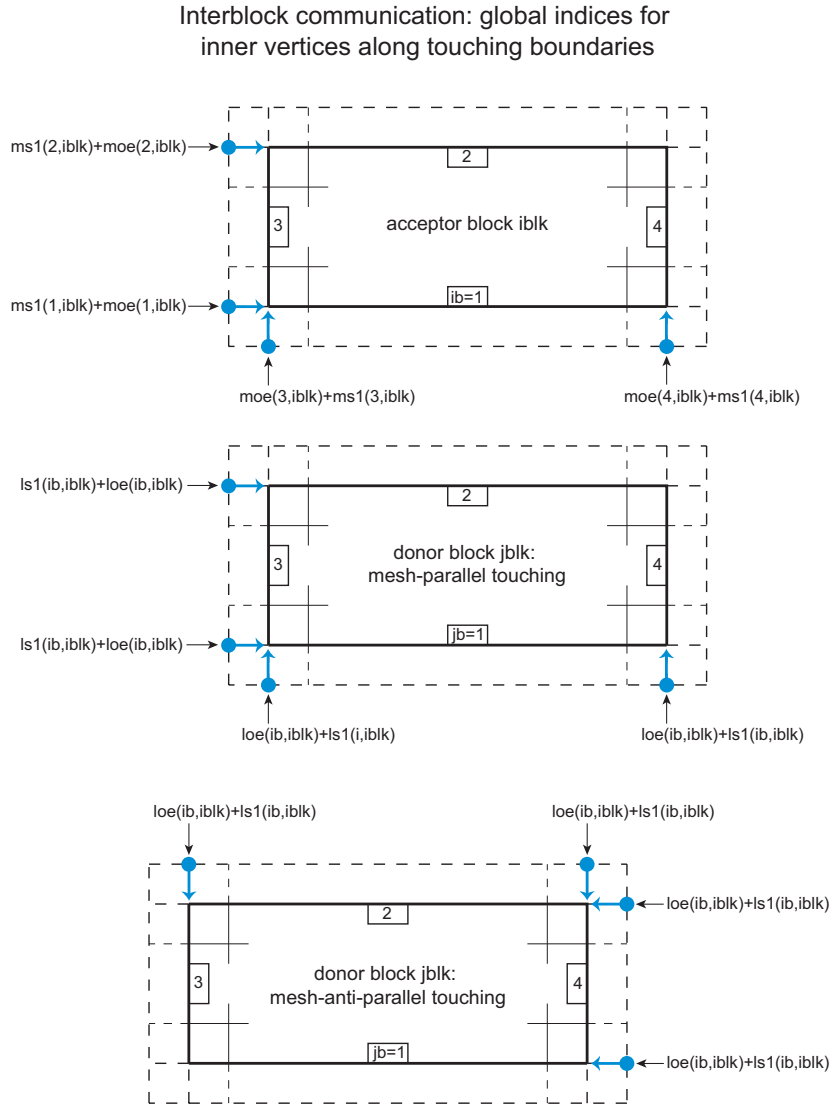 Interblock communication: global indices for
inner vertices along touching boundaries
ms1(2,iblk)+moe(2,iblk)
2
3
acceptor block iblk
4
ms1(1,iblk)+moe(1,iblk)
ib=1
moe(3,iblk)+ms1(3,iblk)
moe(4,iblk)+ms1(4,iblk)
ls1(ib,iblk)+loe(ib,iblk)
2
3
donor block jblk:
mesh-parallel touching
4
ls1(ib,iblk)+loe(ib,iblk)
jb=1
loe(ib,iblk)+ls1(i,iblk)
loe(ib,iblk)+ls1(ib,iblk)
loe(ib,iblk)+ls1(ib,iblk)
loe(ib,iblk)+ls1(ib,iblk)
2
loe(ib,iblk)+ls1(ib,iblk)
3
donor block jblk:
mesh-anti-parallel touching
4
jb=1
loe(ib,iblk)+ls1(ib,iblk)